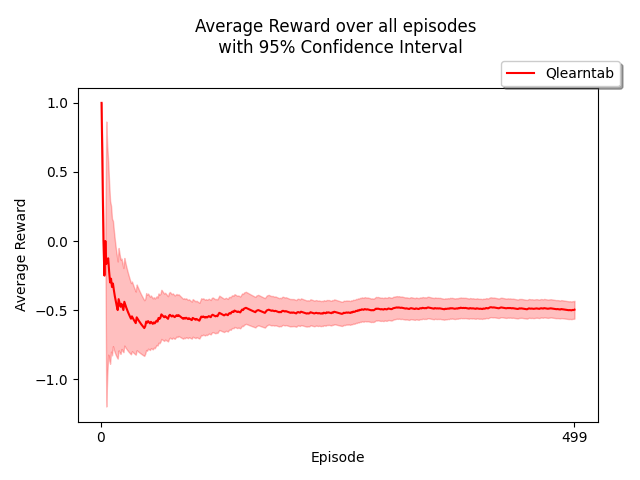 Average Reward over all episodes
with 95% Confidence Interval
Qlearntab
1.0
0.5
0.0
−0.5
−1.0
Average Reward
0
499
Episode